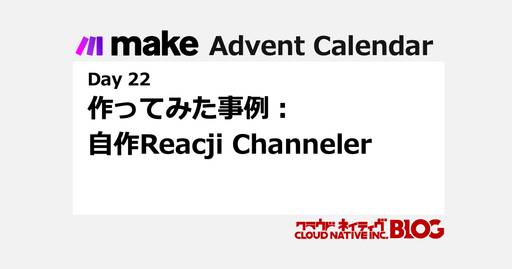 make Advent Calendar
Day 22
作ってみた事例：
自作Reacji Channeler
クラウド ネイティヴ
CLOUD NATIVE INC. BLOG